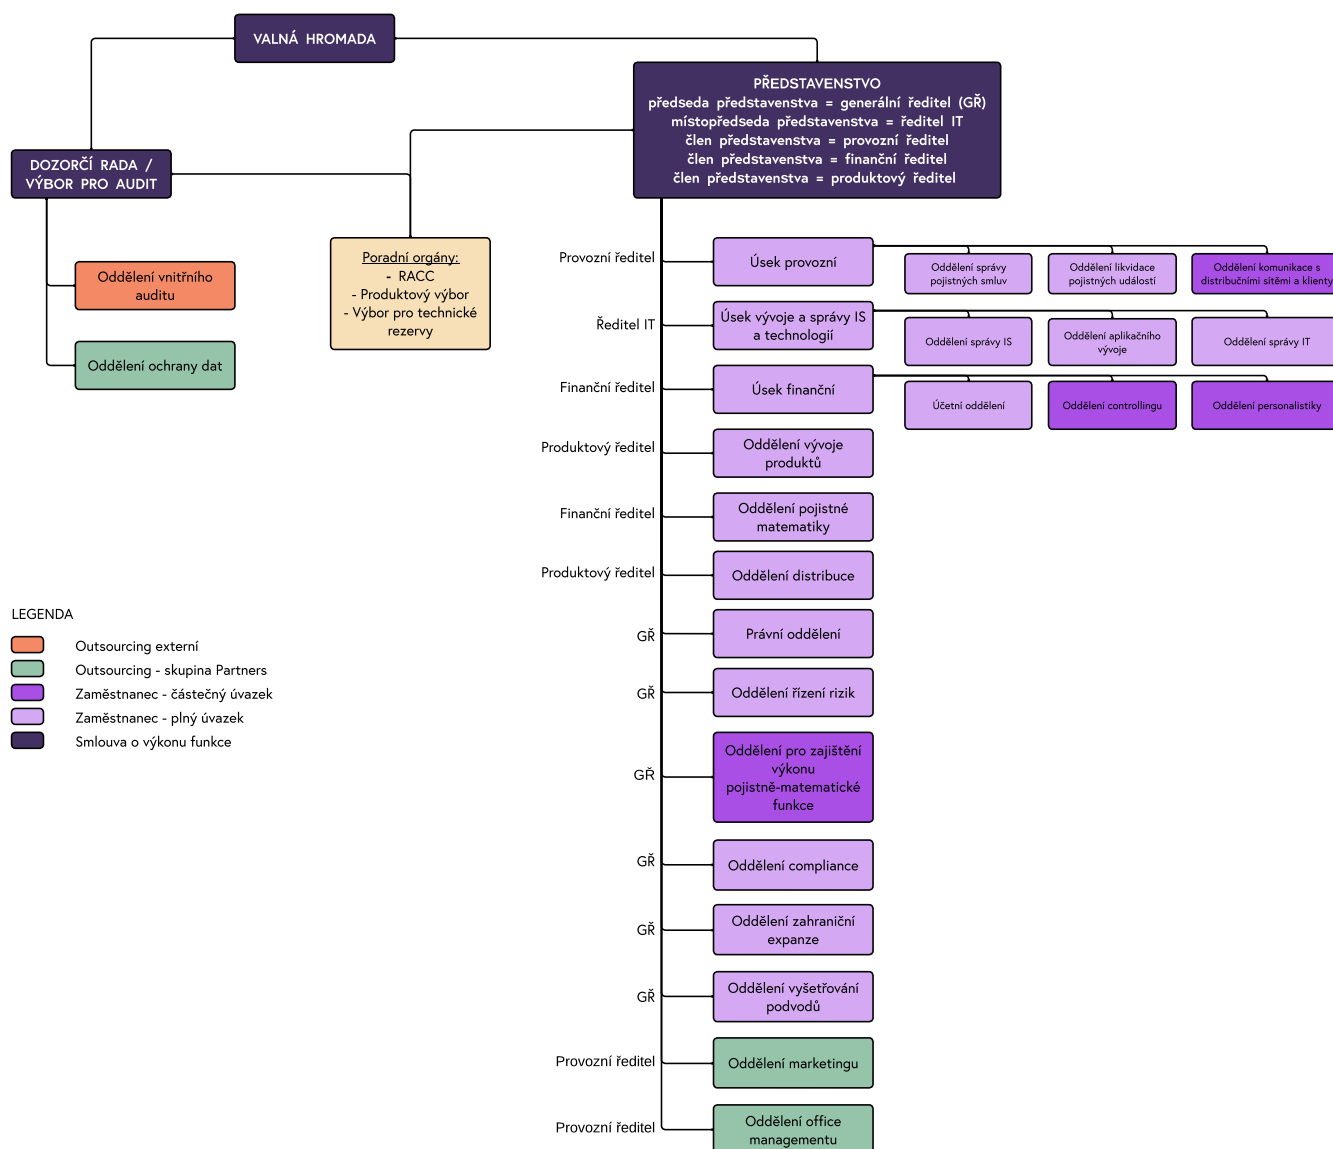 VALNÁ HROMADA
PŘEDSTAVENSTVO
předseda představenstva = generální ředitel (GŘ)
místopředseda představenstva = ředitel IT
člen představenstva = provozní ředitel
člen představenstva = finanční ředitel
člen představenstva = produktový ředitel
DOZORČÍ RADA /
VÝBOR PRO AUDIT
Oddělení vnitřního
auditu
Oddělení ochrany dat
Poradní orgány:
- RACC
- Produktový výbor
- Výbor pro technické
rezervy
Provozní ředitel
Úsek provozní
Oddělení správy
pojistných smluv
Oddělení likvidace
pojistných událostí
Oddělení komunikace s
distribučními sítěmi a klienty
Ředitel IT
Úsek vývoje a správy IS
a technologií
Oddělení správy IS
Oddělení aplikačního
vývoje
Oddělení správy IT
Finanční ředitel
Úsek finanční
Účetní oddělení
Oddělení controllingu
Oddělení personalistiky
Produktový ředitel
Oddělení vývoje
produktů
Finanční ředitel
Oddělení pojistné
matematiky
Produktový ředitel
Oddělení distribuce
GŘ
Právní oddělení
GŘ
Oddělení řízení rizik
GŘ
Oddělení pro zajištění
výkonu
pojistně-matematické
funkce
GŘ
Oddělení compliance
GŘ
Oddělení zahraniční
expanze
GŘ
Oddělení vyšetřování
podvodů
Provozní ředitel
Oddělení marketingu
Provozní ředitel
Oddělení office
managementu
LEGENDA
Outsourcing externí
Outsourcing - skupina Partners
Zaměstnanec - částečný úvazek
Zaměstnanec - plný úvazek
Smlouva o výkonu funkce